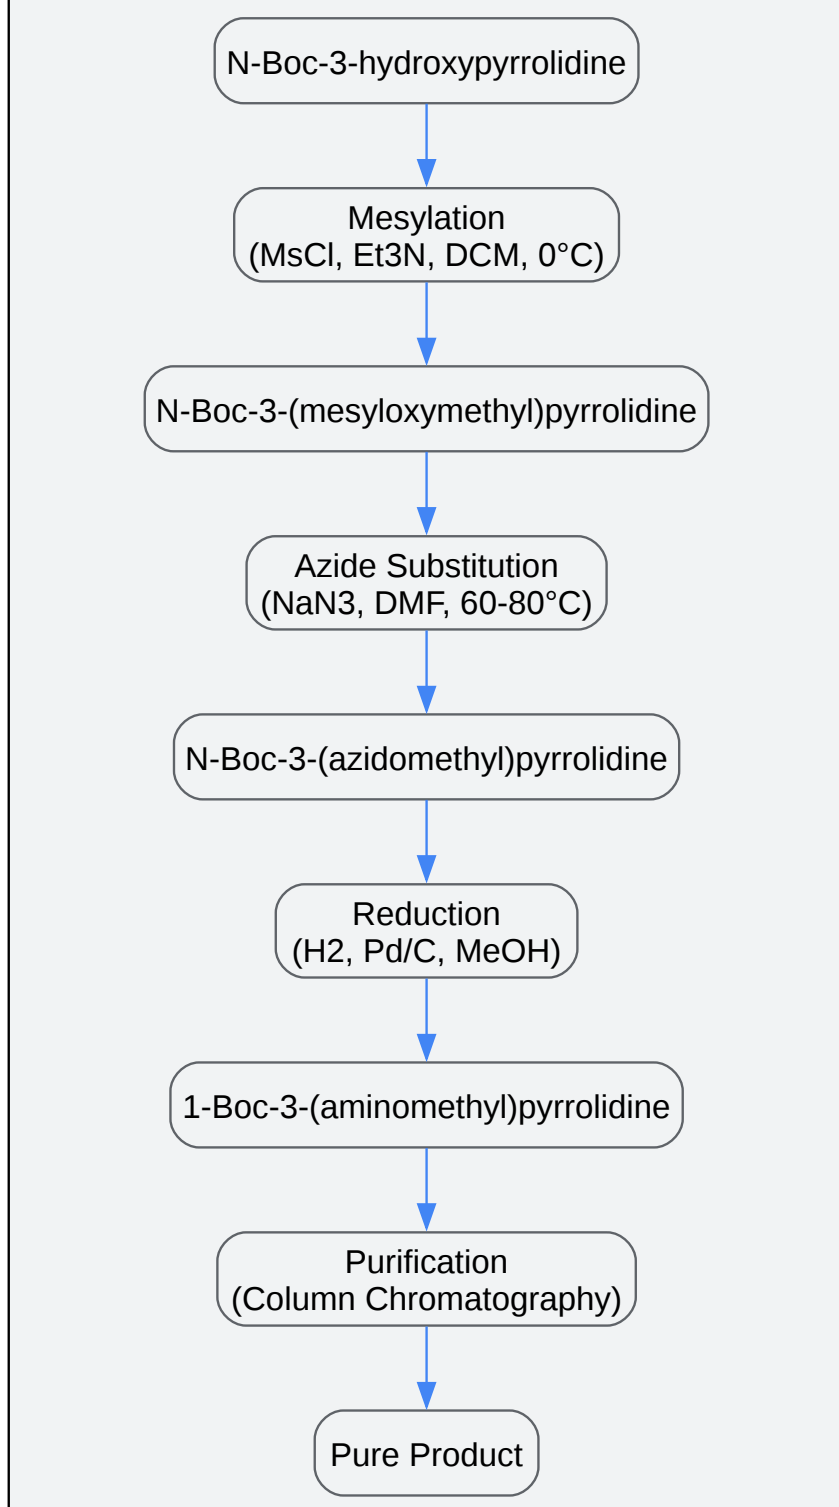 N-Boc-3-hydroxypyrrolidine
Mesylation
(MsCl, Et3N, DCM, 0°C)
N-Boc-3-(mesyloxymethyl)pyrrolidine
Azide Substitution
(NaN3, DMF, 60-80°C)
N-Boc-3-(azidomethyl)pyrrolidine
Reduction
(H2, Pd/C, MeOH)
1-Boc-3-(aminomethyl)pyrrolidine
Purification
(Column Chromatography)
Pure Product